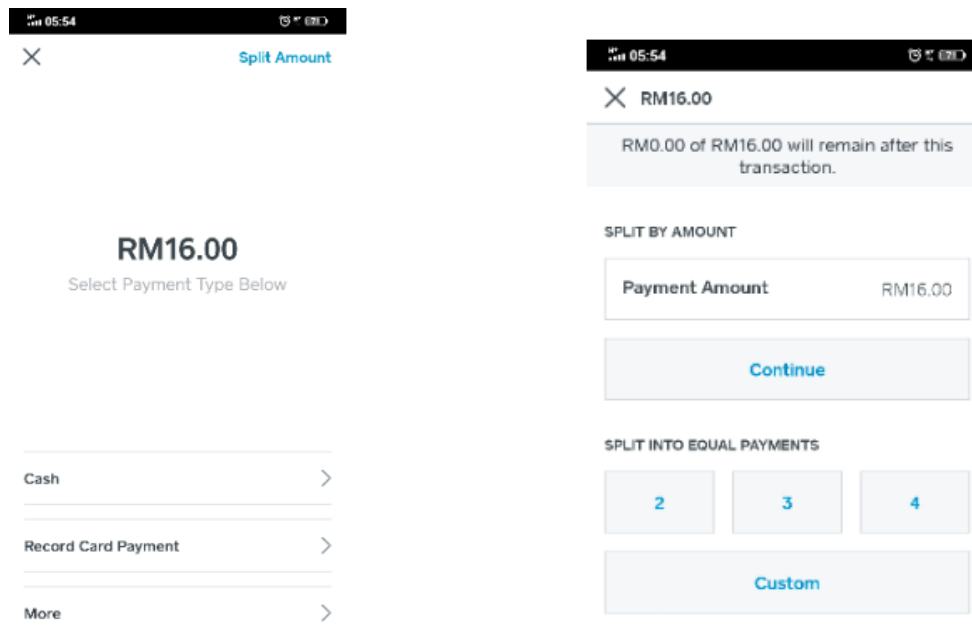 05:54
Split Amount
RM16.00
Select Payment Type Below
Cash
Record Card Payment
More
05:54
RM16.00
RM0.00 of RM16.00 will remain after this
transaction.
SPLIT BY AMOUNT
Payment Amount RM16.00
Continue
SPLIT INTO EQUAL PAYMENTS
2 3 4
Custom